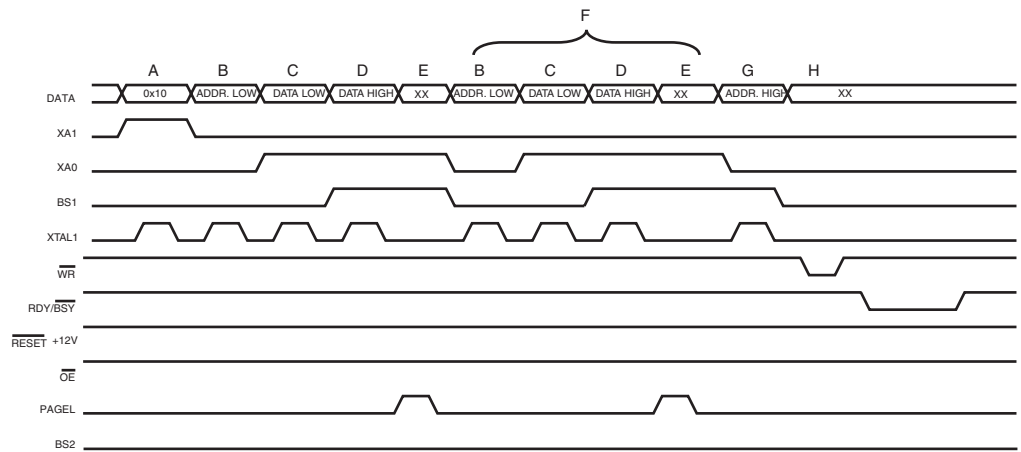 F
A B C D E B C D E G H
DATA 0x10 ADDR. LOW DATA LOW DATA HIGH XX ADDR. LOW DATA LOW DATA HIGH XX ADDR. HIGH XX
XA1
XA0
BS1
XTAL1
WR
RDY/BSY
RESET +12V
OE
PAGEL
BS2